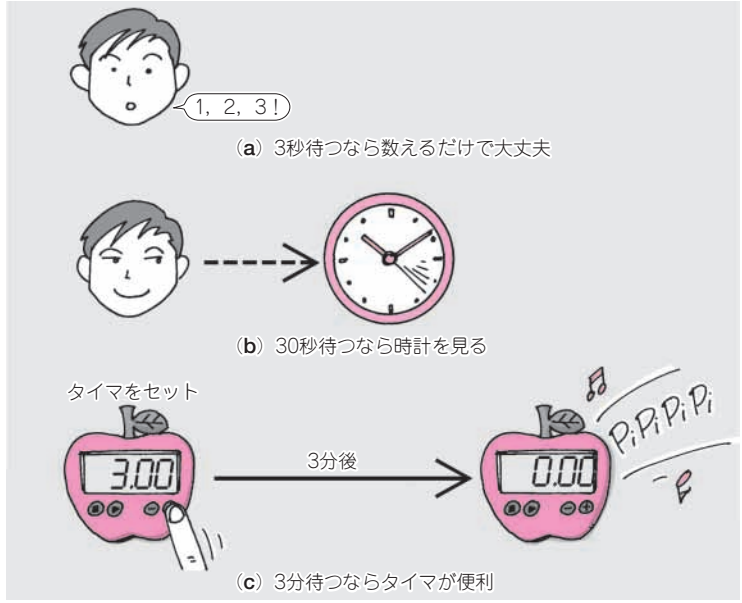 1, 2, 3!
(a) 3秒待つなら数えるだけで大丈夫
(b) 30秒待つなら時計を見る
タイマをセット
3.00
3分後
0.00
PiPiPiPi
(c) 3分待つならタイマが便利